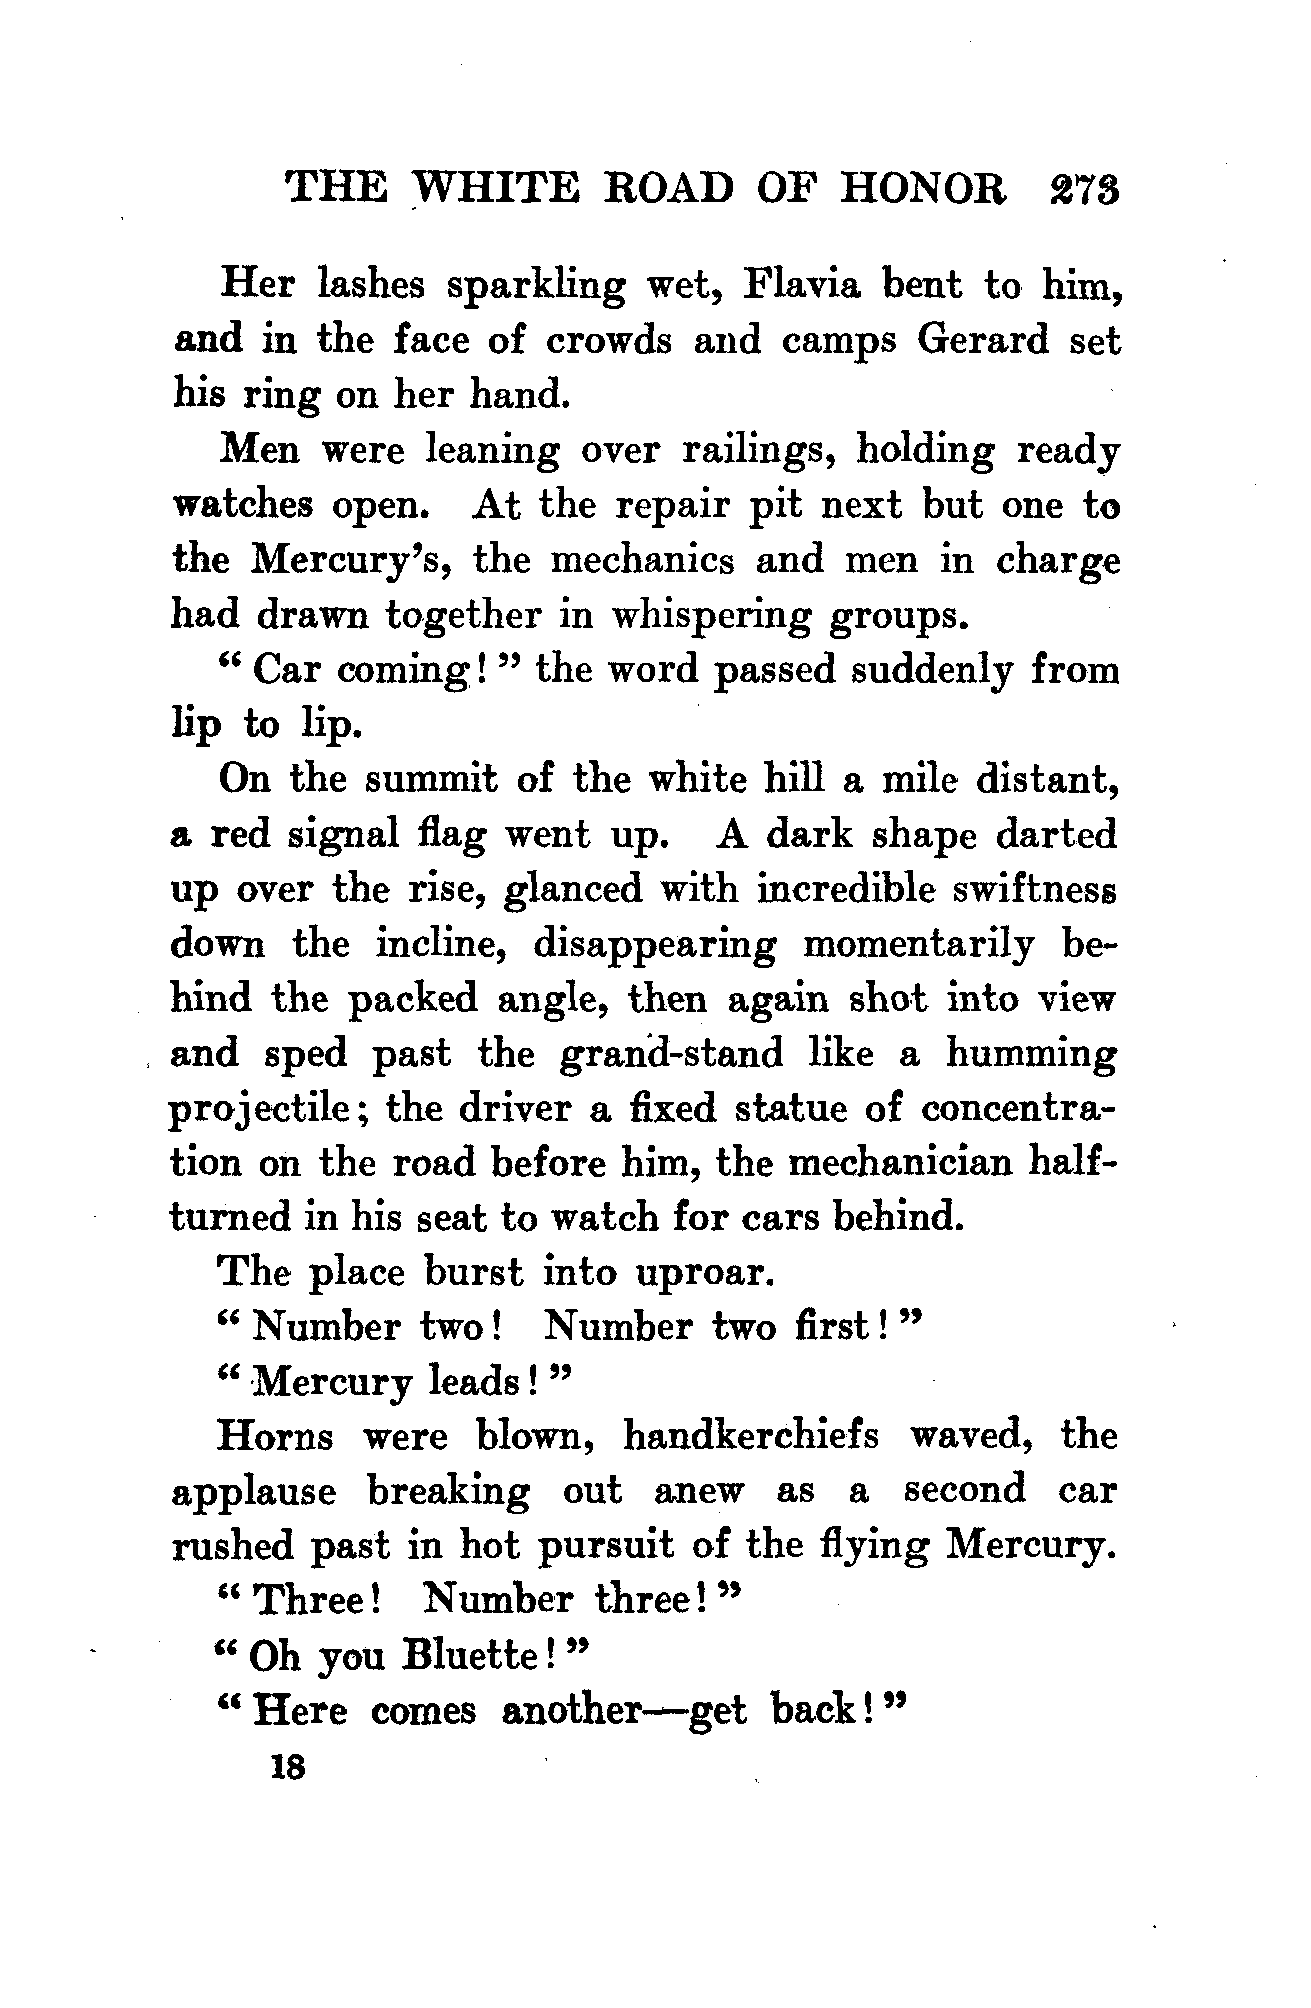 THE WHITE ROAD OF HONOR 273
Her lashes sparkling wet, Flavia bent to him,
and in the face of crowds and camps Gerard set
his ring on her hand.
Men were leaning over railings, holding ready
watches open. At the repair pit next but one to
the Mercury's, the mechanics and men in charge
had drawn together in whispering groups.
" Car coming! " the word passed suddenly from
lip to lip.
On the summit of the white hill a mile distant,
a red signal flag went up. A dark shape darted
up over the rise, glanced with incredible swiftness
down the incline, disappearing momentarily be-
hind the packed angle, then again shot into view
and sped past the grand-stand like a humming
projectile; the driver a fixed statue of concentra-
tion on the road before him, the mechanician half-
turned in his seat to watch for cars behind.
The place burst into uproar.
" Number two! Number two first! "
" Mercury leads! "
Horns were blown, handkerchiefs waved, the
applause breaking out anew as a second car
rushed past in hot pursuit of the flying Mercury.
" Three! Number three! "
" Oh you Bluette! "
" Here comes another—get back! "
18